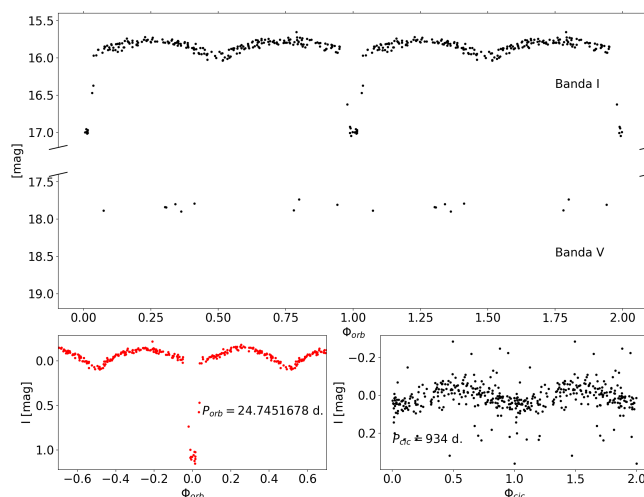 15.5
16.0
16.5
17.0
17.5
18.0
18.5
19.0
[mag]
Banda I
Banda V
0.00 0.25 0.50 0.75 1.00 1.25 1.50 1.75 2.00
Φorb
0.0
0.5
1.0
I [mag]
Porb = 24.7451678 d.
−0.6 −0.4 −0.2 0.0 0.2 0.4 0.6
Φorb
−0.2
0.0
0.2
I [mag]
Pcic = 934 d.
0.0 0.5 1.0 1.5 2.0
Φcic